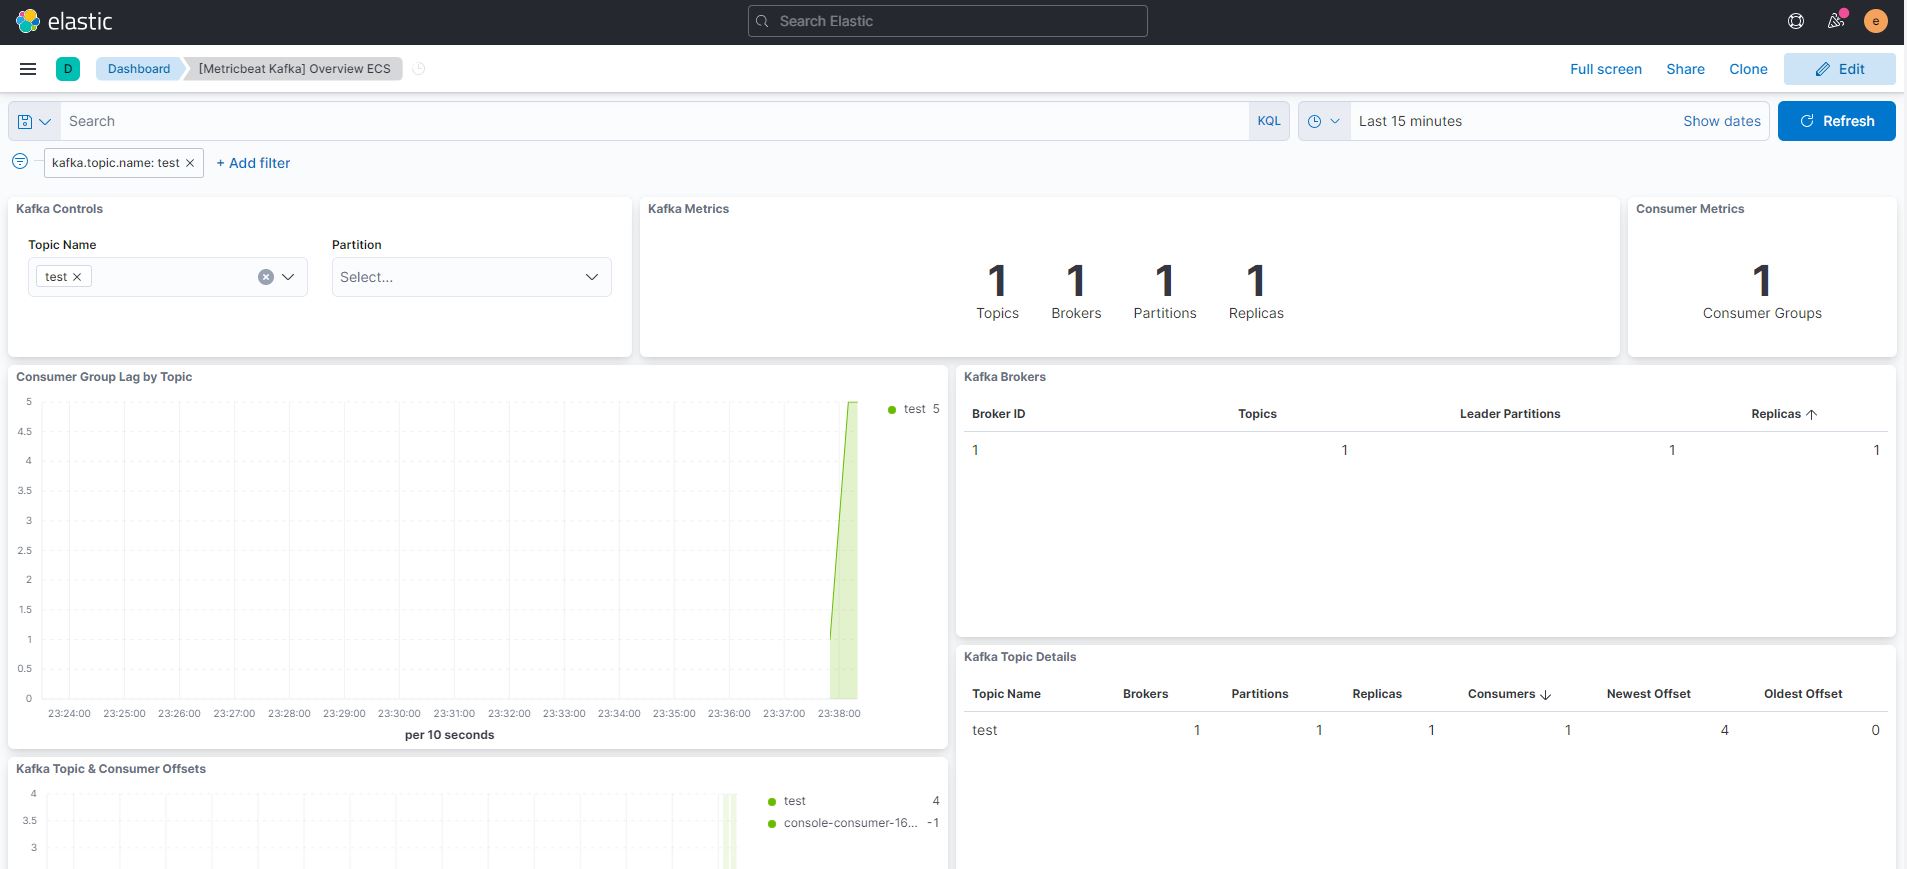 elastic
Search Elastic
e
D
Dashboard
[Metricbeat Kafka] Overview ECS
Full screen
Share
Clone
Edit
Search
KQL
Last 15 minutes
Show dates
Refresh
kafka.topic.name: test
+ Add filter
Kafka Controls
Topic Name
Partition
test
Select...
Kafka Metrics
1 1 1 1
Topics Brokers Partitions Replicas
Consumer Metrics
1
Consumer Groups
Consumer Group Lag by Topic
5
4.5
4
3.5
3
2.5
2
1.5
1
0.5
0
23:24:00 23:25:00 23:26:00 23:27:00 23:28:00 23:29:00 23:30:00 23:31:00 23:32:00 23:33:00 23:34:00 23:35:00 23:36:00 23:37:00 23:38:00
per 10 seconds
test 5
Kafka Brokers
Broker ID Topics Leader Partitions Replicas
1 1 1 1
Kafka Topic Details
Topic Name Brokers Partitions Replicas Consumers Newest Offset Oldest Offset
test 1 1 1 1 4 0
Kafka Topic & Consumer Offsets
4
3.5
3
test 4
console-consumer-16... -1